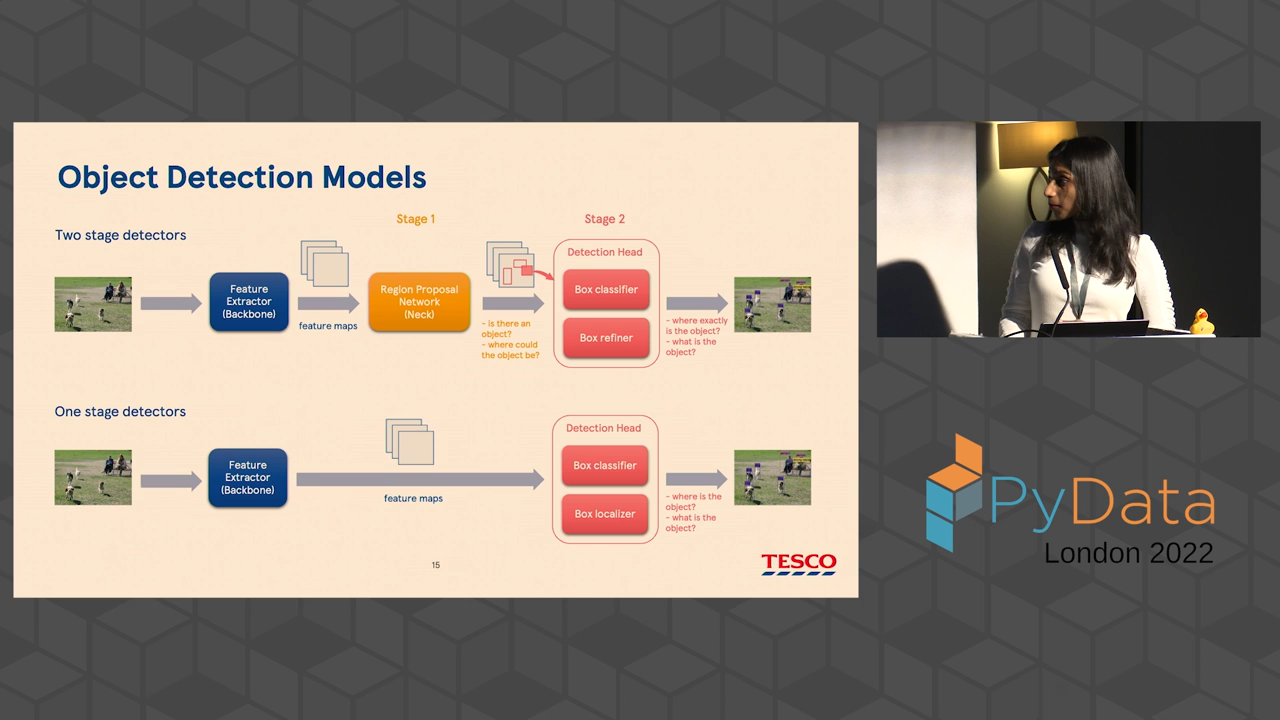 Object Detection Models
Stage 1
Stage 2
Two stage detectors
Feature
Extractor
(Backbone)
feature maps
Region Proposal
Network
(Neck)
- is there an
object?
- where could
the object be?
Detection Head
Box classifier
Box refiner
- where exactly
is the object?
- what is the
object?
One stage detectors
Feature
Extractor
(Backbone)
feature maps
Detection Head
Box classifier
Box localizer
- where is the
object?
- what is the
object?
15
TESCO
PyData
London 2022